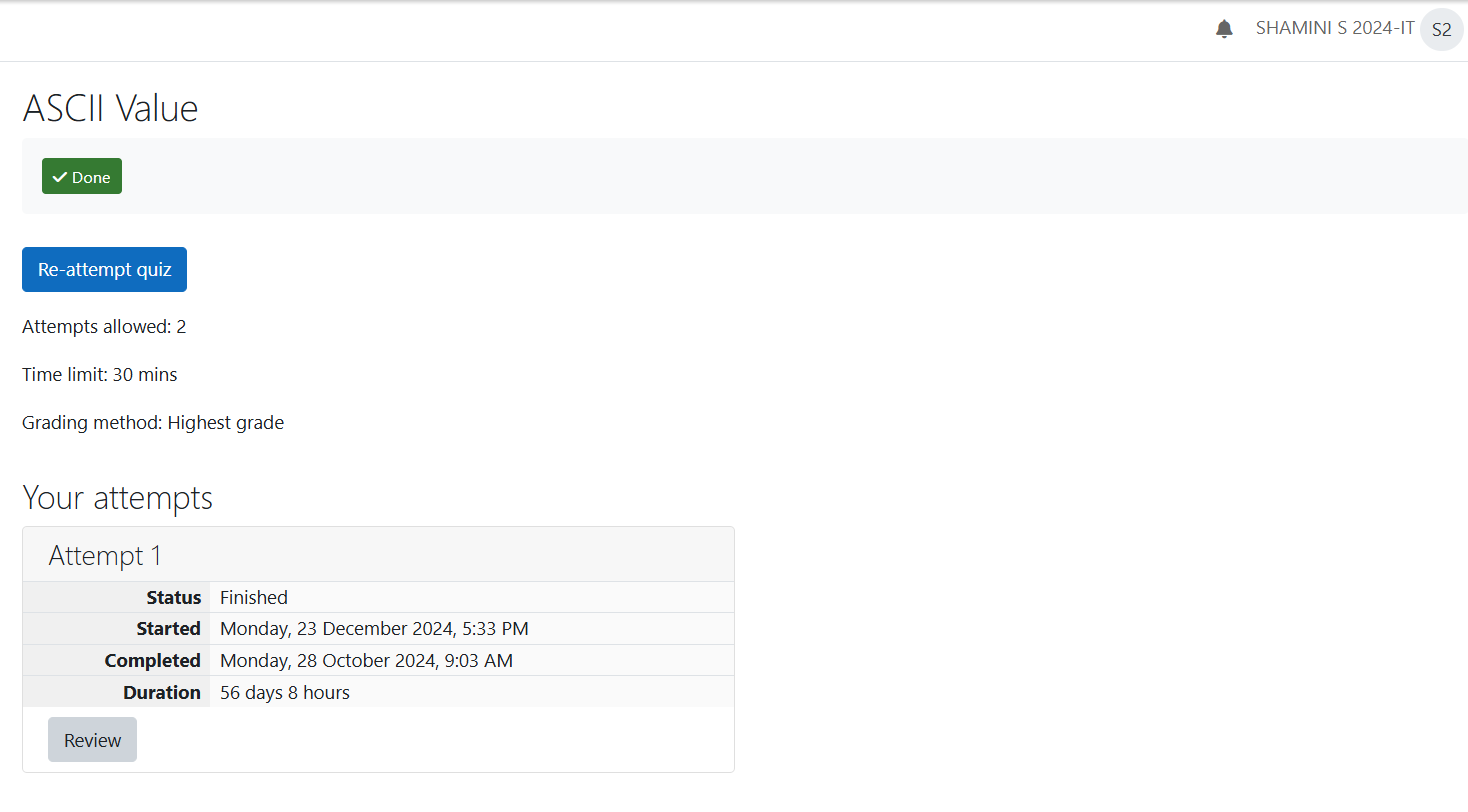 SHAMINI S 2024-IT S2
ASCII Value
Done
Re-attempt quiz
Attempts allowed: 2
Time limit: 30 mins
Grading method: Highest grade
Your attempts
Attempt 1
Status Finished
Started Monday, 23 December 2024, 5:33 PM
Completed Monday, 28 October 2024, 9:03 AM
Duration 56 days 8 hours
Review